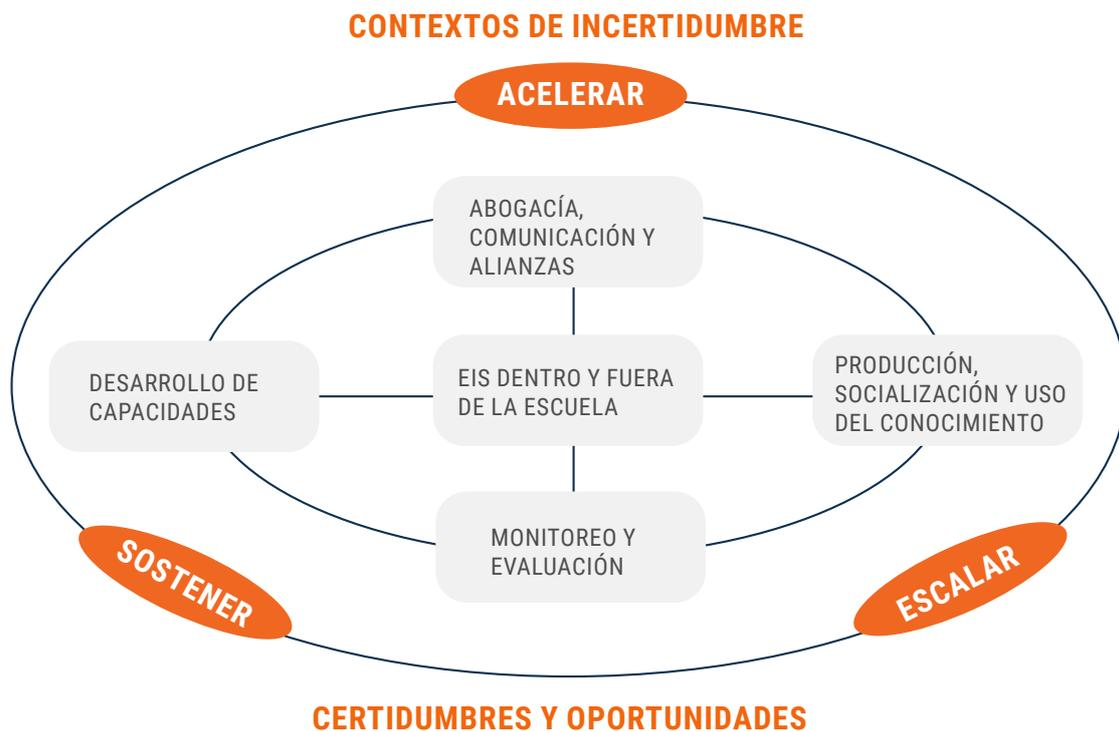 CONTEXTOS DE INCERTIDUMBRE
ACELERAR
ABOGACÍA,
COMUNICACIÓN Y
ALIANZAS
DESARROLLO DE
CAPACIDADES
EIS DENTRO Y FUERA
DE LA ESCUELA
PRODUCCIÓN,
SOCIALIZACIÓN Y USO
DEL CONOCIMIENTO
MONITOREO Y
EVALUACIÓN
SOSTENER
ESCALAR
CERTIDUMBRES Y OPORTUNIDADES